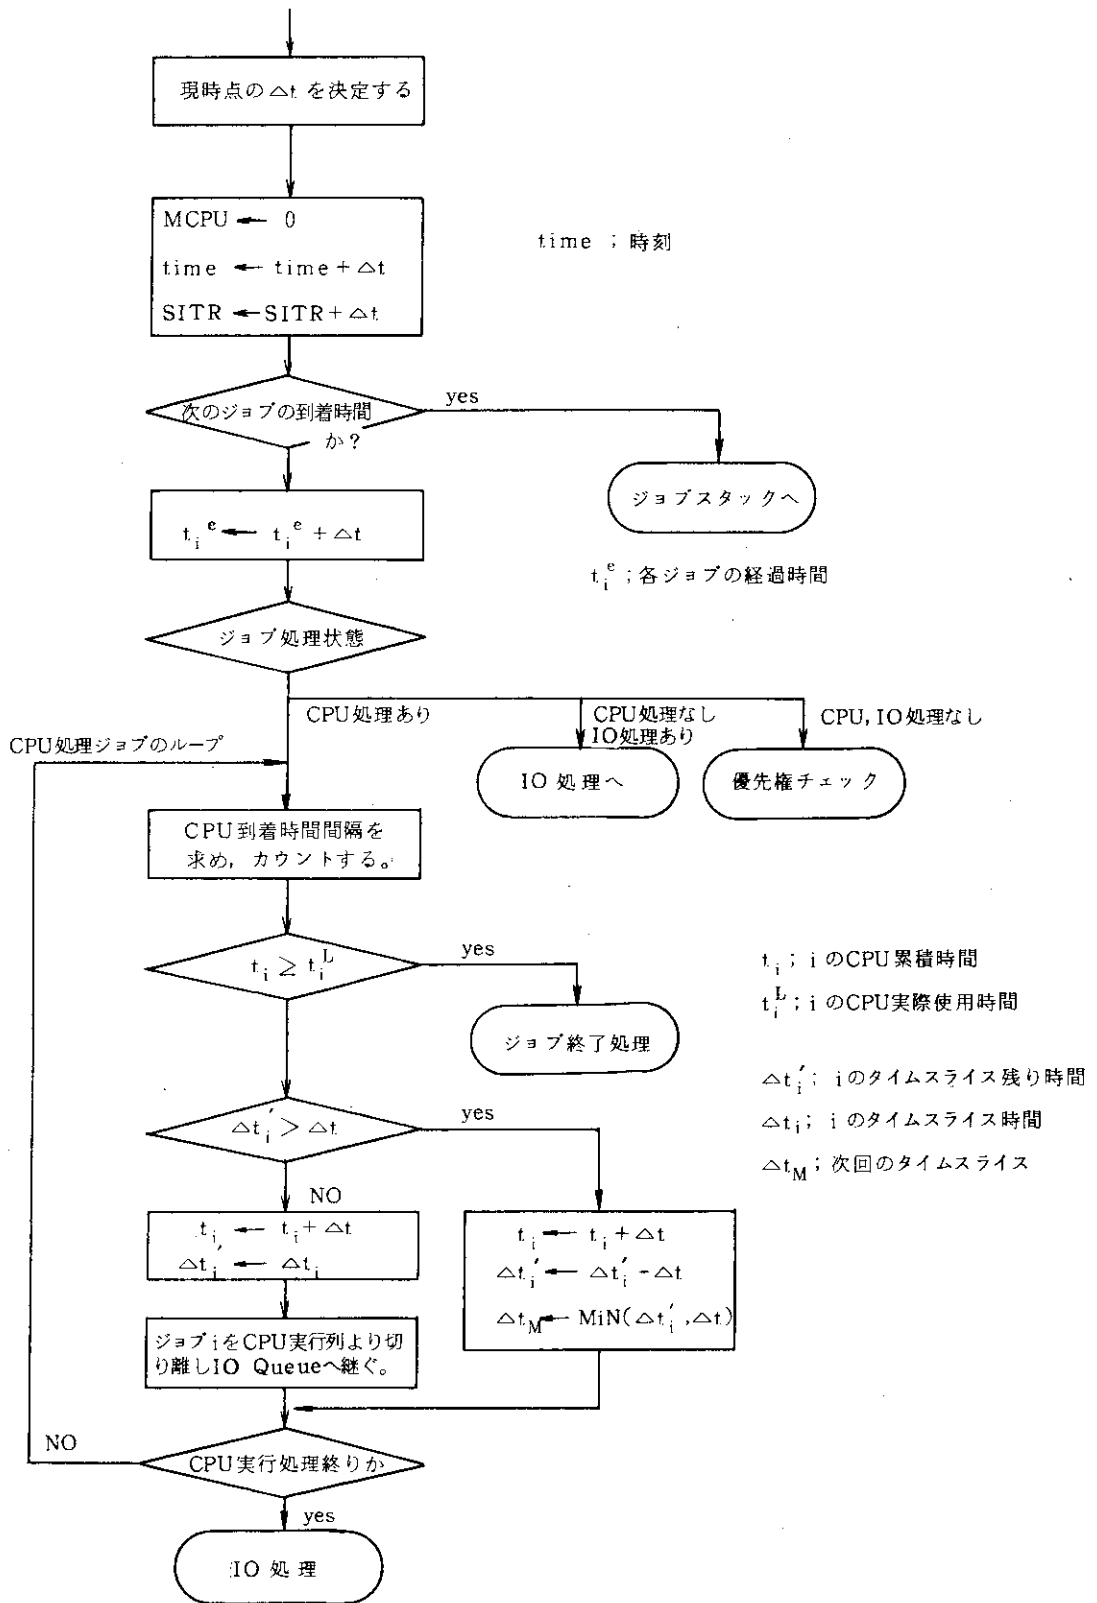 現時点の△tを決定する
MCPU ← 0
time ← time + △t
SITR ← SITR + △t
time ; 時刻
次のジョブの到着時間
か?
yes
ジョブスタックへ
t_i^e ← t_i^e + △t
t_i^e ; 各ジョブの経過時間
ジョブ処理状態
CPU処理あり
CPU処理なし
IO処理あり
CPU, IO処理なし
CPU処理ジョブのループ
IO処理へ
優先権チェック
CPU到着時間間隔を
求め, カウントする。
t_i ≥ t_i^L
yes
ジョブ終了処理
t_i ; iのCPU累積時間
t_i^L ; iのCPU実際使用時間
△t_i' ; iのタイムスライス残り時間
△t_i ; iのタイムスライス時間
△t_M ; 次回のタイムスライス
△t_i' > △t
yes
NO
t_i ← t_i + △t
△t_i' ← △t_i
t_i ← t_i + △t
△t_i' ← △t_i' - △t
△t_M ← MiN(△t_i', △t)
ジョブiをCPU実行列より切
り離しIO Queueへ継ぐ。
NO
CPU実行処理終りか
yes
IO処理